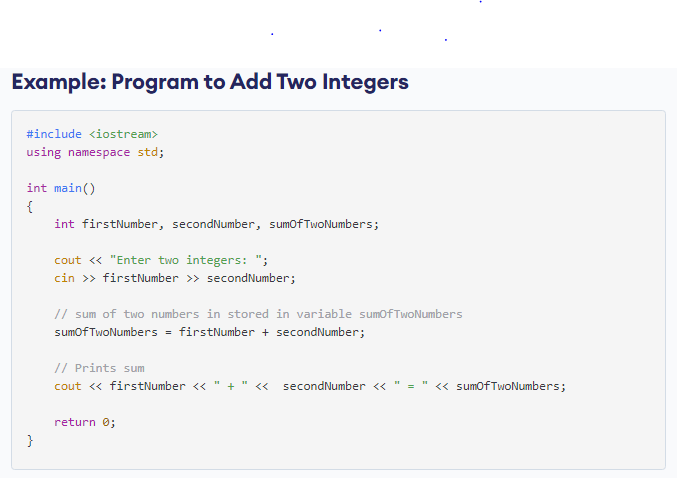 Example: Program to Add Two Integers
#include <iostream>
using namespace std;
int main()
{
    int firstNumber, secondNumber, sumOfTwoNumbers;
    cout << "Enter two integers: ";
    cin >> firstNumber >> secondNumber;
    // sum of two numbers in stored in variable sumOfTwoNumbers
    sumOfTwoNumbers = firstNumber + secondNumber;
    // Prints sum
    cout << firstNumber << " + " <<  secondNumber << " = " << sumOfTwoNumbers;
    return 0;
}